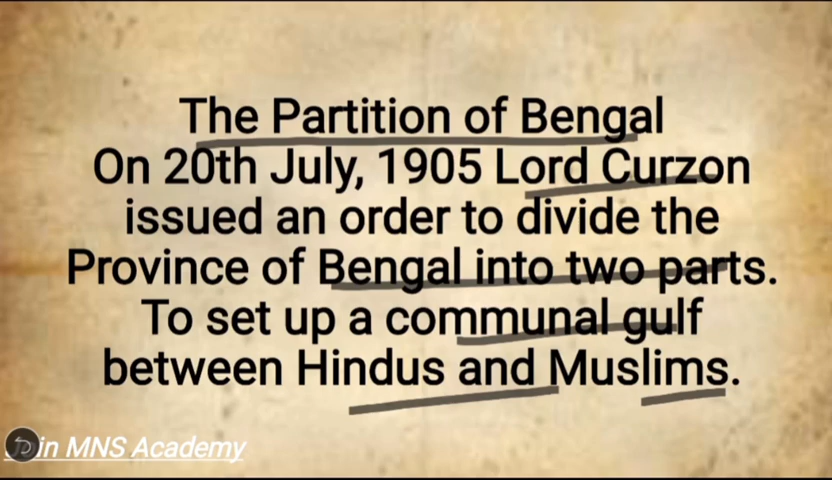 The Partition of Bengal
On 20th July, 1905 Lord Curzon
issued an order to divide the
Province of Bengal into two parts.
To set up a communal gulf
between Hindus and Muslims.
in MNS Academy